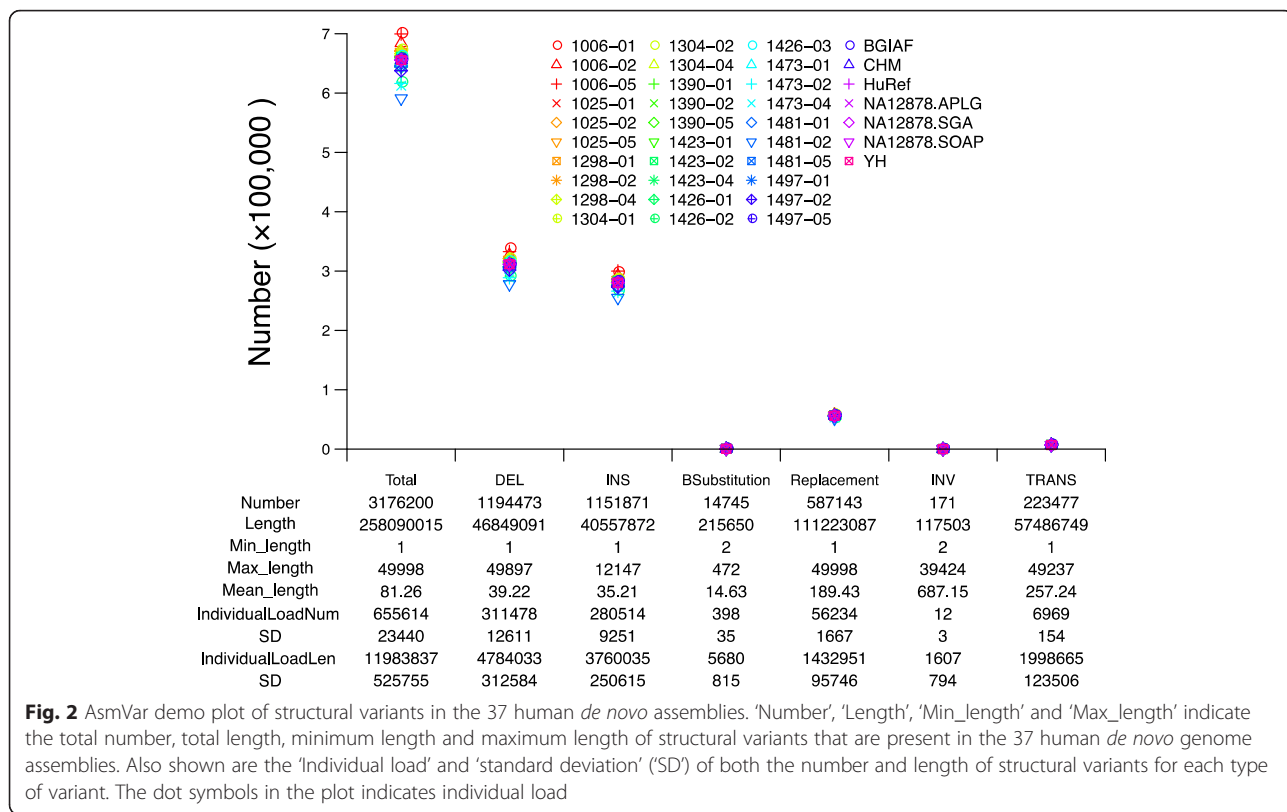 Number (×100,000)
7
6
5
4
3
2
1
0
1006−01 1304−02 1426−03 BGIAF
1006−02 1304−04 1473−01 CHM
1006−05 1390−01 1473−02 HuRef
1025−01 1390−02 1473−04 NA12878.APLG
1025−02 1390−05 1481−01 NA12878.SGA
1025−05 1423−01 1481−02 NA12878.SOAP
1298−01 1423−02 1481−05 YH
1298−02 1423−04 1497−01
1298−04 1426−01 1497−02
1304−01 1426−02 1497−05
Total DEL INS BSubstitution Replacement INV TRANS
Number 3176200 1194473 1151871 14745 587143 171 223477
Length 258090015 46849091 40557872 215650 111223087 117503 57486749
Min_length 1 1 1 2 1 2 1
Max_length 49998 49897 12147 472 49998 39424 49237
Mean_length 81.26 39.22 35.21 14.63 189.43 687.15 257.24
IndividualLoadNum 655614 311478 280514 398 56234 12 6969
SD 23440 12611 9251 35 1667 3 154
IndividualLoadLen 11983837 4784033 3760035 5680 1432951 1607 1998665
SD 525755 312584 250615 815 95746 794 123506
Fig. 2 AsmVar demo plot of structural variants in the 37 human de novo assemblies. 'Number', 'Length', 'Min_length' and 'Max_length' indicate
the total number, total length, minimum length and maximum length of structural variants that are present in the 37 human de novo genome
assemblies. Also shown are the 'Individual load' and 'standard deviation' ('SD') of both the number and length of structural variants for each type
of variant. The dot symbols in the plot indicates individual load